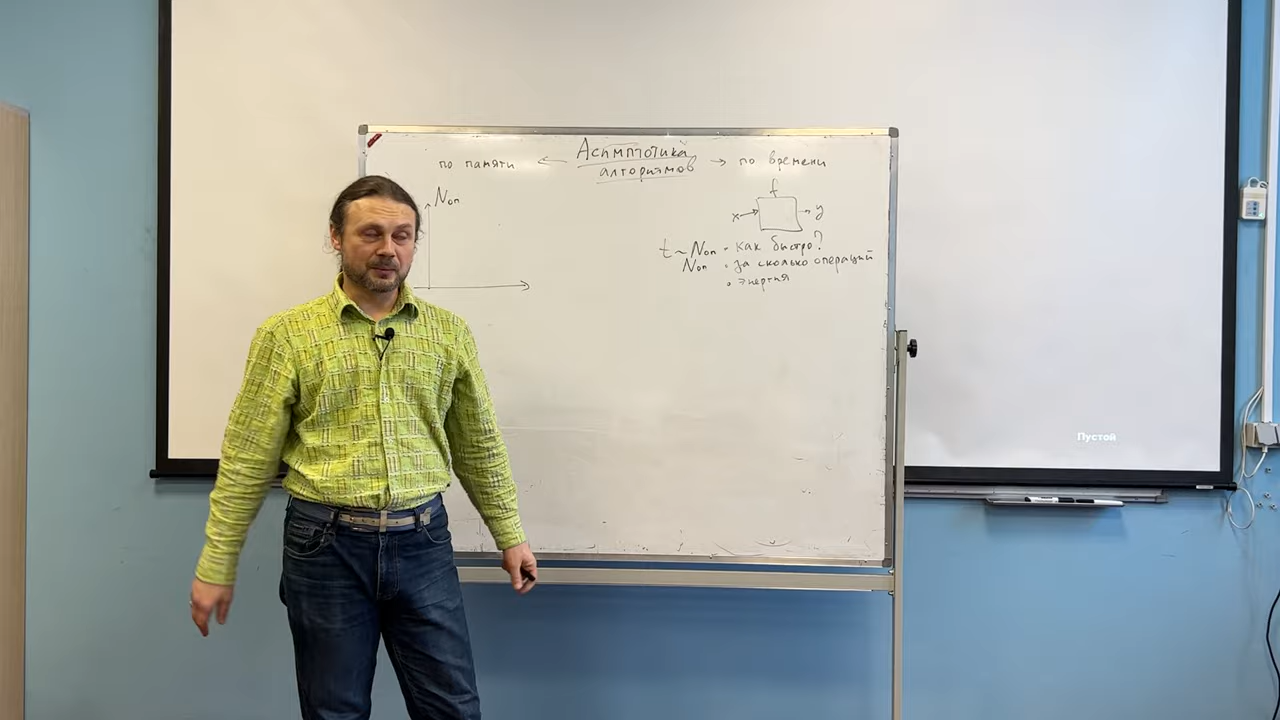 Асимптотика
алгоритмов
по памяти ← → по времени
Nоп
f
x → → y
t ~ Nоп • как быстро?
Nоп • за сколько операций
• энергия
Пустой